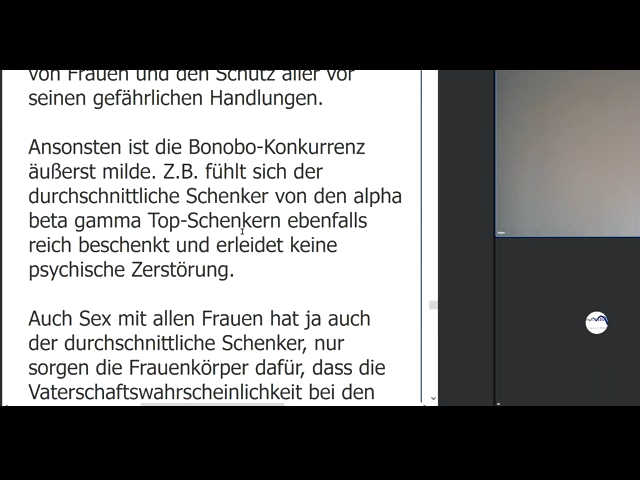 von Frauen und den Schutz aller vor
seinen gefährlichen Handlungen.
Ansonsten ist die Bonobo-Konkurrenz
äußerst milde. Z.B. fühlt sich der
durchschnittliche Schenker von den alpha
beta gamma Top-Schenkern ebenfalls
reich beschenkt und erleidet keine
psychische Zerstörung.
Auch Sex mit allen Frauen hat ja auch
der durchschnittliche Schenker, nur
sorgen die Frauenkörper dafür, dass die
Vaterschaftswahrscheinlichkeit bei den